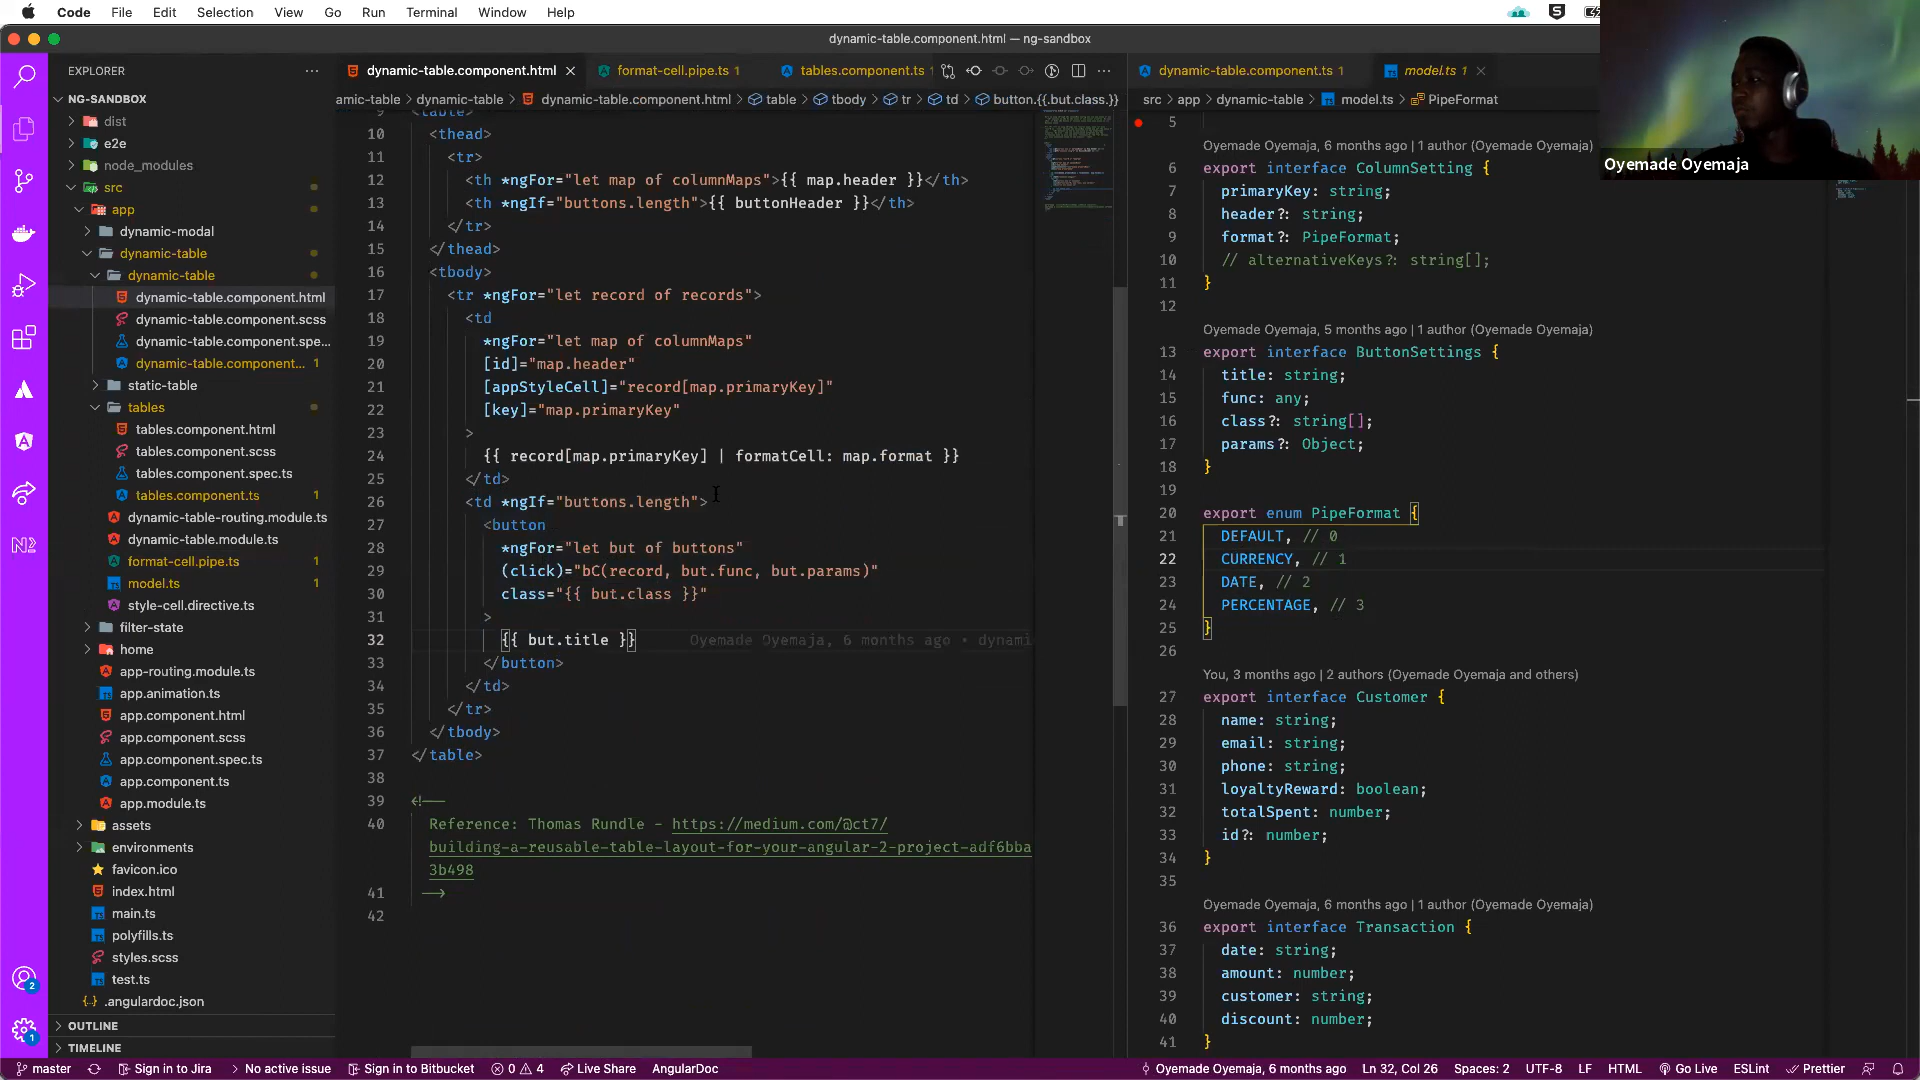 Code File Edit Selection View Go Run Terminal Window Help
dynamic-table.component.html — ng-sandbox
EXPLORER
NG-SANDBOX
dist
e2e
node_modules
src
app
dynamic-modal
dynamic-table
dynamic-table
dynamic-table.component.html
dynamic-table.component.scss
dynamic-table.component.spe...
dynamic-table.component... 1
static-table
tables
tables.component.html
tables.component.scss
tables.component.spec.ts
tables.component.ts 1
dynamic-table-routing.module.ts
dynamic-table.module.ts
format-cell.pipe.ts 1
model.ts 1
style-cell.directive.ts
filter-state
home
app-routing.module.ts
app.animation.ts
app.component.html
app.component.scss
app.component.spec.ts
app.component.ts
app.module.ts
assets
environments
favicon.ico
index.html
main.ts
polyfills.ts
styles.scss
test.ts
.angulardoc.json
OUTLINE
TIMELINE
2
1
dynamic-table.component.html format-cell.pipe.ts 1 tables.component.ts
amic-table > dynamic-table > dynamic-table.component.html > table > tbody > tr > td > button.{{.but.class.}}
9 <table>
10 <thead>
11 <tr>
12 <th *ngFor="let map of columnMaps">{{ map.header }}</th>
13 <th *ngIf="buttons.length">{{ buttonHeader }}</th>
14 </tr>
15 </thead>
16 <tbody>
17 <tr *ngFor="let record of records">
18 <td
19 *ngFor="let map of columnMaps"
20 [id]="map.header"
21 [appStyleCell]="record[map.primaryKey]"
22 [key]="map.primaryKey"
23 >
24 {{ record[map.primaryKey] | formatCell: map.format }}
25 </td>
26 <td *ngIf="buttons.length">
27 <button
28 *ngFor="let but of buttons"
29 (click)="bC(record, but.func, but.params)"
30 class="{{ but.class }}"
31 >
32 {{ but.title }} Oyemade Oyemaja, 6 months ago • dynami
33 </button>
34 </td>
35 </tr>
36 </tbody>
37 </table>
38
39 <!--
40 Reference: Thomas Rundle - https://medium.com/@ct7/
building-a-reusable-table-layout-for-your-angular-2-project-adf6bba
3b498
41 -->
42
dynamic-table.component.ts 1 model.ts 1
src > app > dynamic-table > model.ts > PipeFormat
5
Oyemade Oyemaja, 6 months ago | 1 author (Oyemade Oyemaja)
6 export interface ColumnSetting {
7 primaryKey: string;
8 header?: string;
9 format?: PipeFormat;
10 // alternativeKeys?: string[];
11 }
12
Oyemade Oyemaja, 5 months ago | 1 author (Oyemade Oyemaja)
13 export interface ButtonSettings {
14 title: string;
15 func: any;
16 class?: string[];
17 params?: Object;
18 }
19
20 export enum PipeFormat {
21 DEFAULT, // 0
22 CURRENCY, // 1
23 DATE, // 2
24 PERCENTAGE, // 3
25 }
26
You, 3 months ago | 2 authors (Oyemade Oyemaja and others)
27 export interface Customer {
28 name: string;
29 email: string;
30 phone: string;
31 loyaltyReward: boolean;
32 totalSpent: number;
33 id?: number;
34 }
35
Oyemade Oyemaja, 6 months ago | 1 author (Oyemade Oyemaja)
36 export interface Transaction {
37 date: string;
38 amount: number;
39 customer: string;
40 discount: number;
41 }
Oyemade Oyemaja
master Sign in to Jira No active issue Sign in to Bitbucket 0 4 Live Share AngularDoc Oyemade Oyemaja, 6 months ago Ln 32, Col 26 Spaces: 2 UTF-8 LF HTML Go Live ESLint Prettier